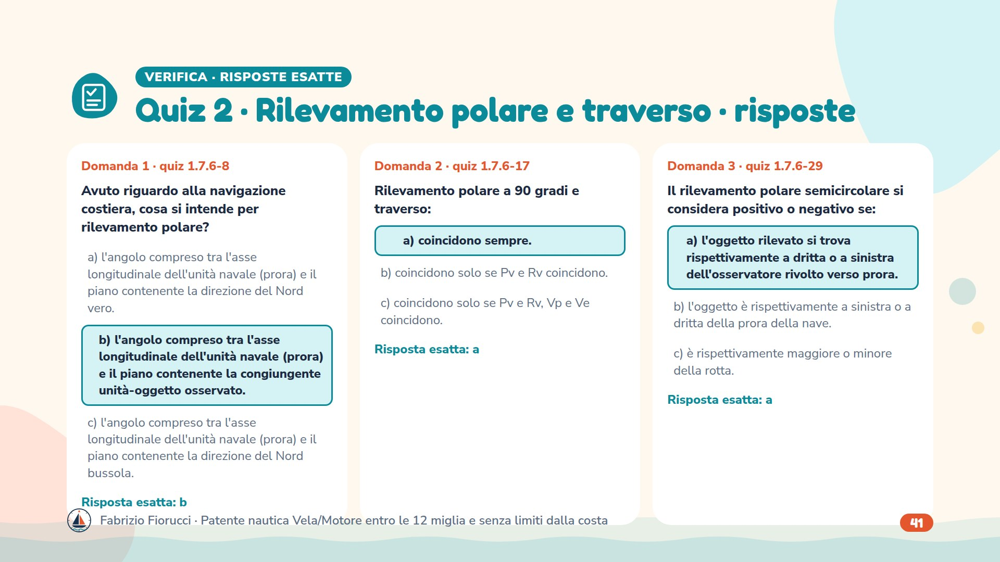 VERIFICA · RISPOSTE ESATTE
Quiz 2 · Rilevamento polare e traverso · risposte
Domanda 1 · quiz 1.7.6-8
Avuto riguardo alla navigazione
costiera, cosa si intende per
rilevamento polare?
a) l'angolo compreso tra l'asse
longitudinale dell'unità navale (prora) e il
piano contenente la direzione del Nord
vero.
b) l'angolo compreso tra l'asse
longitudinale dell'unità navale (prora)
e il piano contenente la congiungente
unità-oggetto osservato.
c) l'angolo compreso tra l'asse
longitudinale dell'unità navale (prora) e il
piano contenente la direzione del Nord
bussola.
Risposta esatta: b
Domanda 2 · quiz 1.7.6-17
Rilevamento polare a 90 gradi e
traverso:
a) coincidono sempre.
b) coincidono solo se Pv e Rv coincidono.
c) coincidono solo se Pv e Rv, Vp e Ve
coincidono.
Risposta esatta: a
Domanda 3 · quiz 1.7.6-29
Il rilevamento polare semicircolare si
considera positivo o negativo se:
a) l'oggetto rilevato si trova
rispettivamente a dritta o a sinistra
dell'osservatore rivolto verso prora.
b) l'oggetto è rispettivamente a sinistra o a
dritta della prora della nave.
c) è rispettivamente maggiore o minore
della rotta.
Risposta esatta: a
Fabrizio Fiorucci · Patente nautica Vela/Motore entro le 12 miglia e senza limiti dalla costa
41